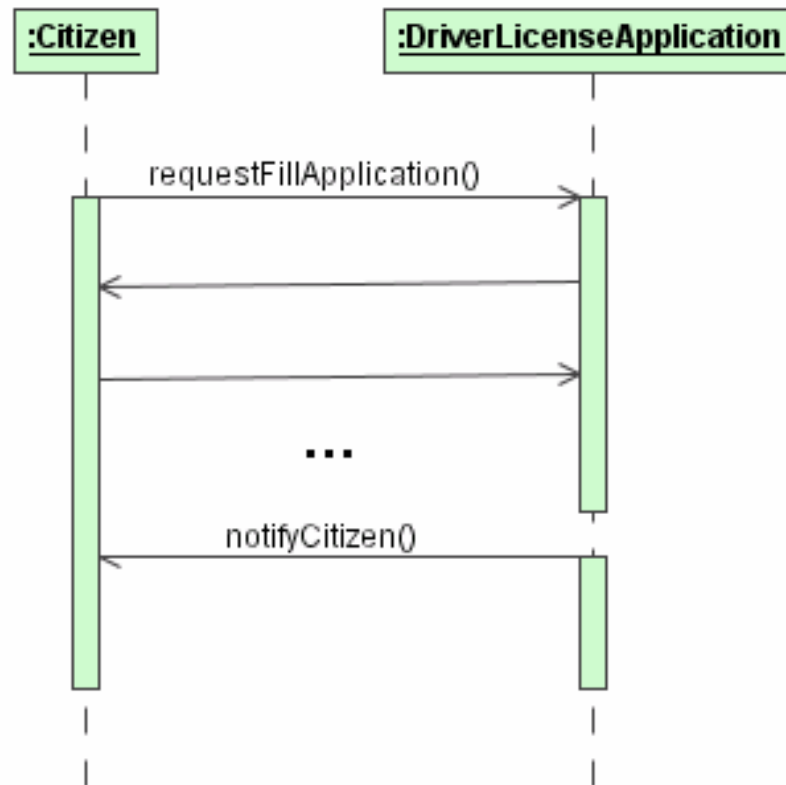 :Citizen
:DriverLicenseApplication
requestFillApplication()
...
notifyCitizen()